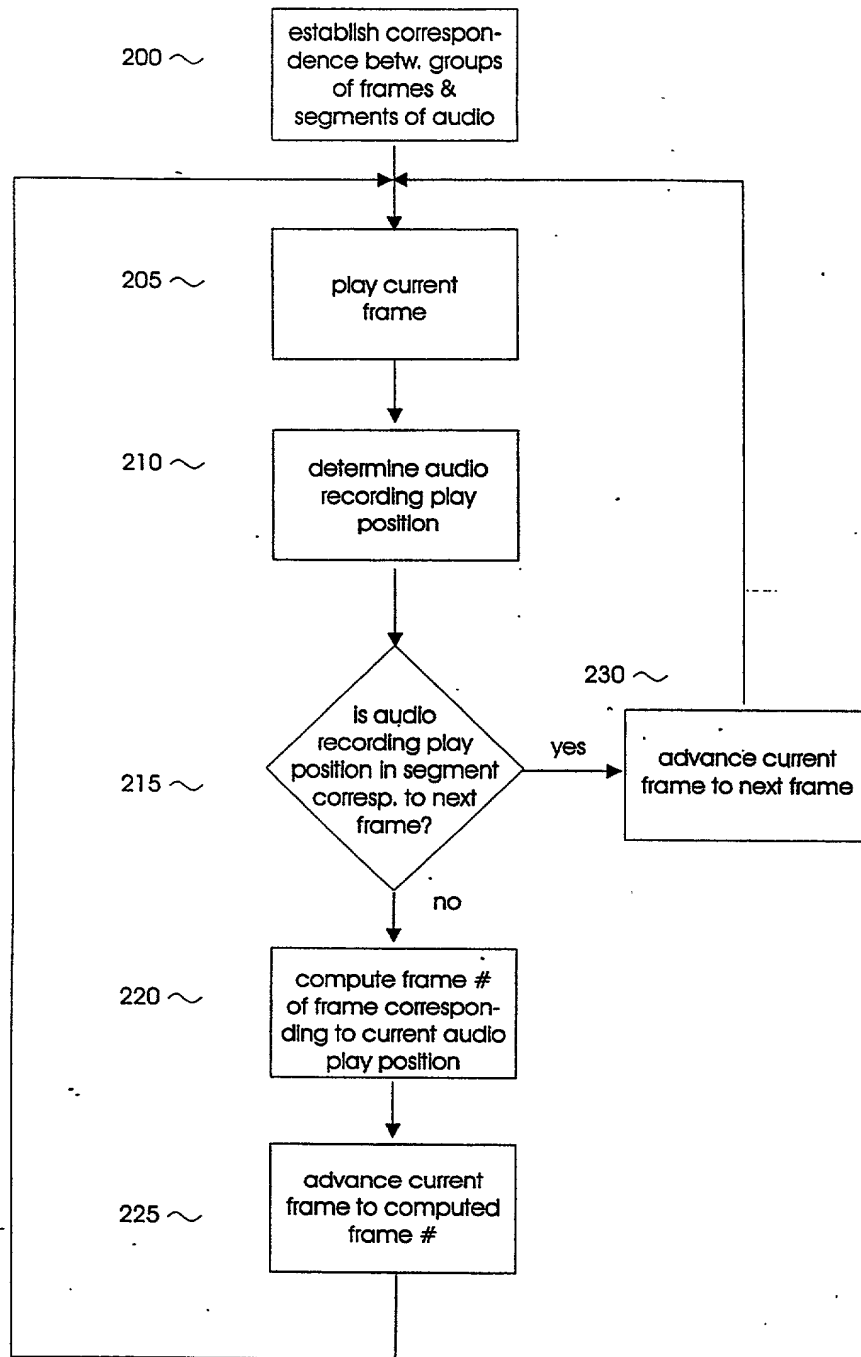 200
establish correspon-
dence betw. groups
of frames &
segments of audio
205
play current
frame
210
determine audio
recording play
position
215
is audio
recording play
position in segment
corresp. to next
frame?
yes
230
advance current
frame to next frame
no
220
compute frame #
of frame correspon-
ding to current audio
play position
225
advance current
frame to computed
frame #